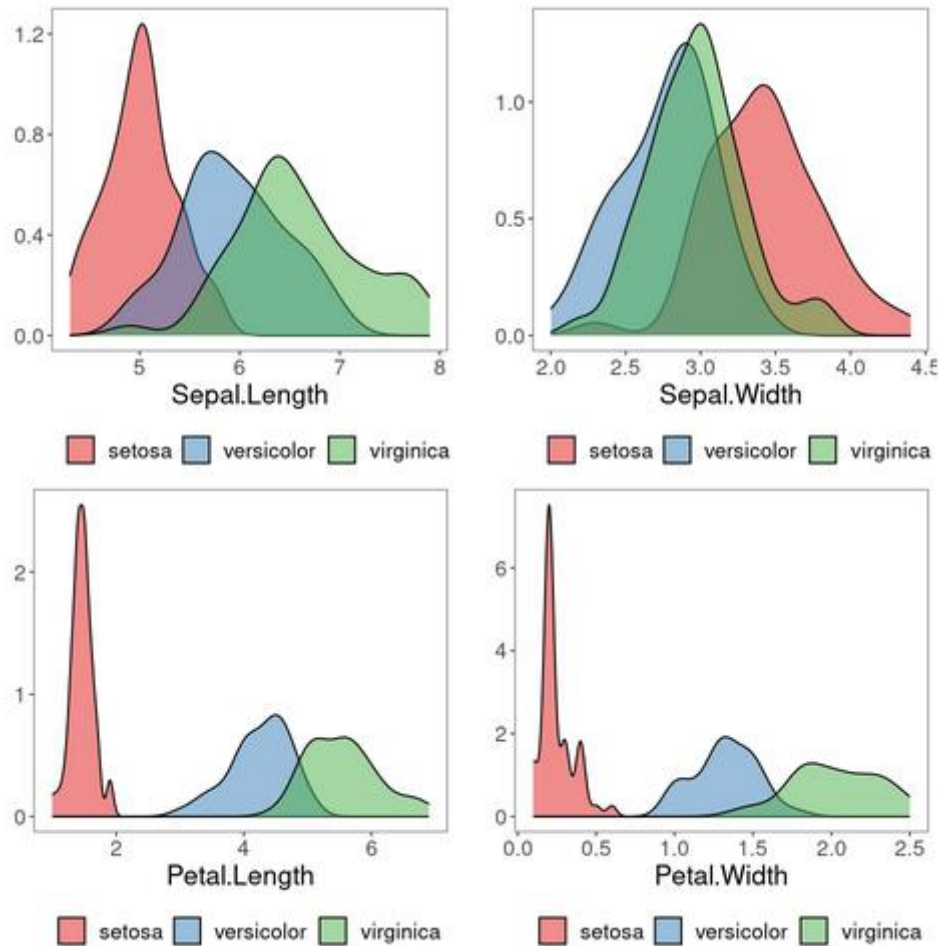 1.2
0.8
0.4
0.0
5 6 7 8
Sepal.Length
setosa versicolor virginica
1.0
0.5
0.0
2.0 2.5 3.0 3.5 4.0 4.5
Sepal.Width
setosa versicolor virginica
2
1
0
2 4 6
Petal.Length
setosa versicolor virginica
6
4
2
0
0.0 0.5 1.0 1.5 2.0 2.5
Petal.Width
setosa versicolor virginica